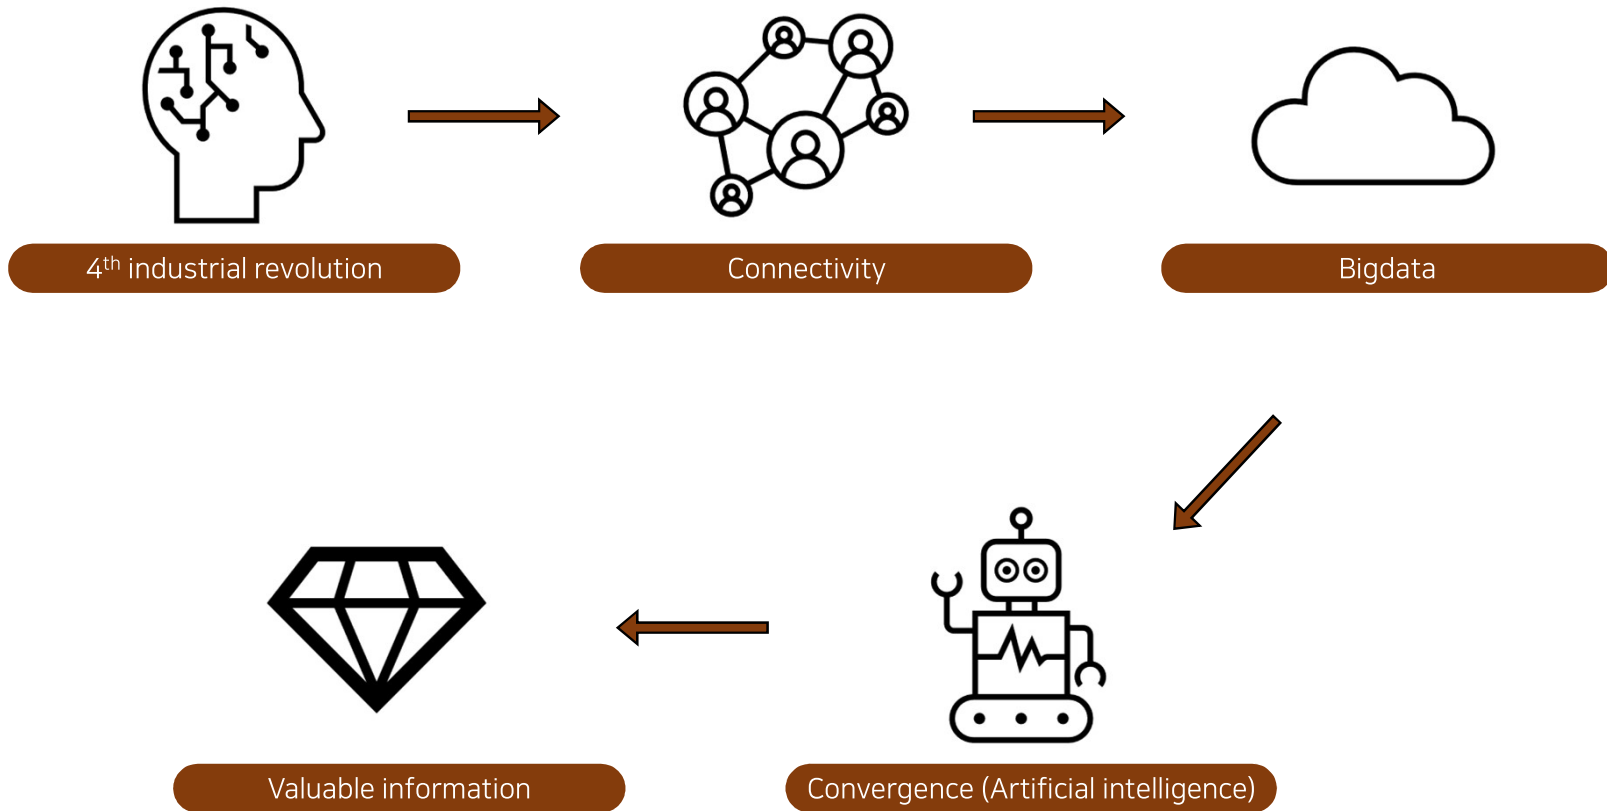 4th industrial revolution
Connectivity
Bigdata
Valuable information
Convergence (Artificial intelligence)